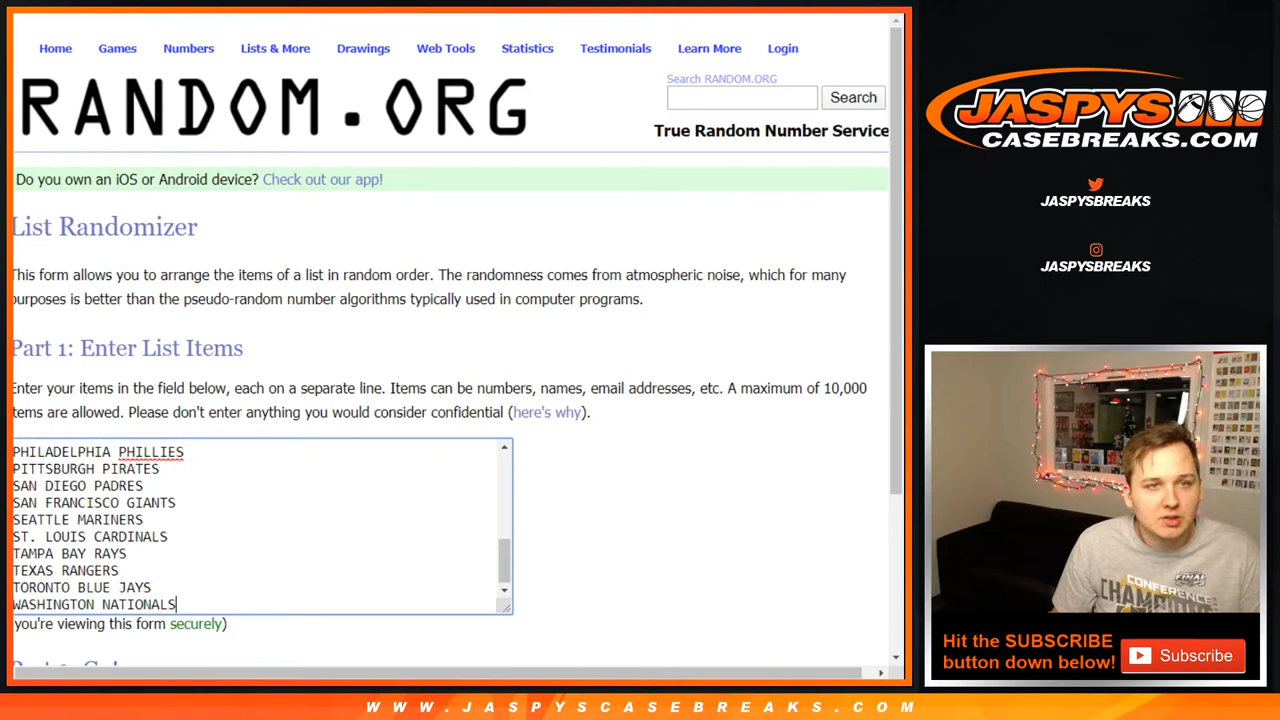 Home Games Numbers Lists & More Drawings Web Tools Statistics Testimonials Learn More Login
RANDOM.ORG
Search RANDOM.ORG
Search
True Random Number Service
Do you own an iOS or Android device? Check out our app!
List Randomizer
This form allows you to arrange the items of a list in random order. The randomness comes from atmospheric noise, which for many
purposes is better than the pseudo-random number algorithms typically used in computer programs.
Part 1: Enter List Items
Enter your items in the field below, each on a separate line. Items can be numbers, names, email addresses, etc. A maximum of 10,000
items are allowed. Please don't enter anything you would consider confidential (here's why).
PHILADELPHIA PHILLIES
PITTSBURGH PIRATES
SAN DIEGO PADRES
SAN FRANCISCO GIANTS
SEATTLE MARINERS
ST. LOUIS CARDINALS
TAMPA BAY RAYS
TEXAS RANGERS
TORONTO BLUE JAYS
WASHINGTON NATIONALS
you're viewing this form securely)
JASPYS
CASEBREAKS.COM
JASPYSBREAKS
JASPYSBREAKS
CONFERENCE
CHAMPIONS
Hit the SUBSCRIBE
button down below!
Subscribe
WWW.JASPYSCASEBREAKS.COM